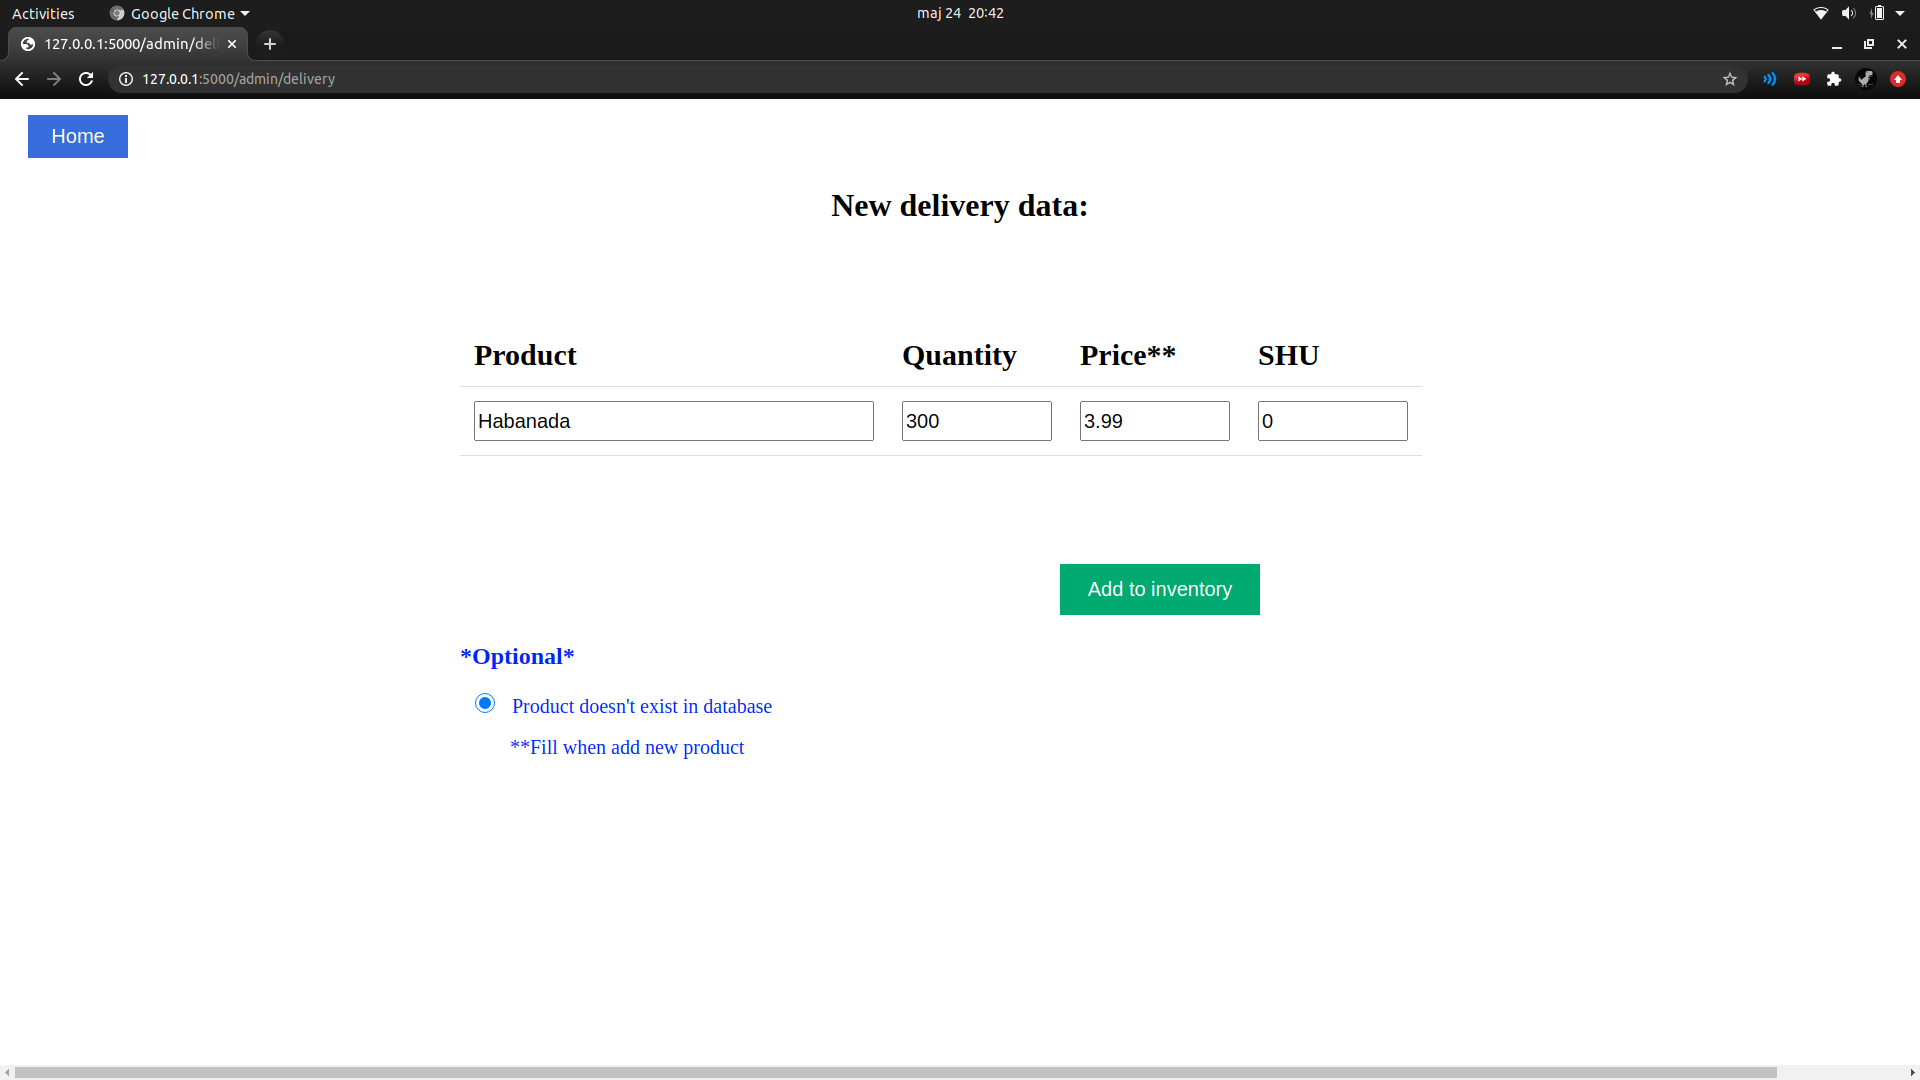 Activities Google Chrome maj 24 20:42
127.0.0.1:5000/admin/del
127.0.0.1:5000/admin/delivery
Home
New delivery data:
Product Quantity Price** SHU
Habanada 300 3.99 0
Add to inventory
*Optional*
Product doesn't exist in database
**Fill when add new product